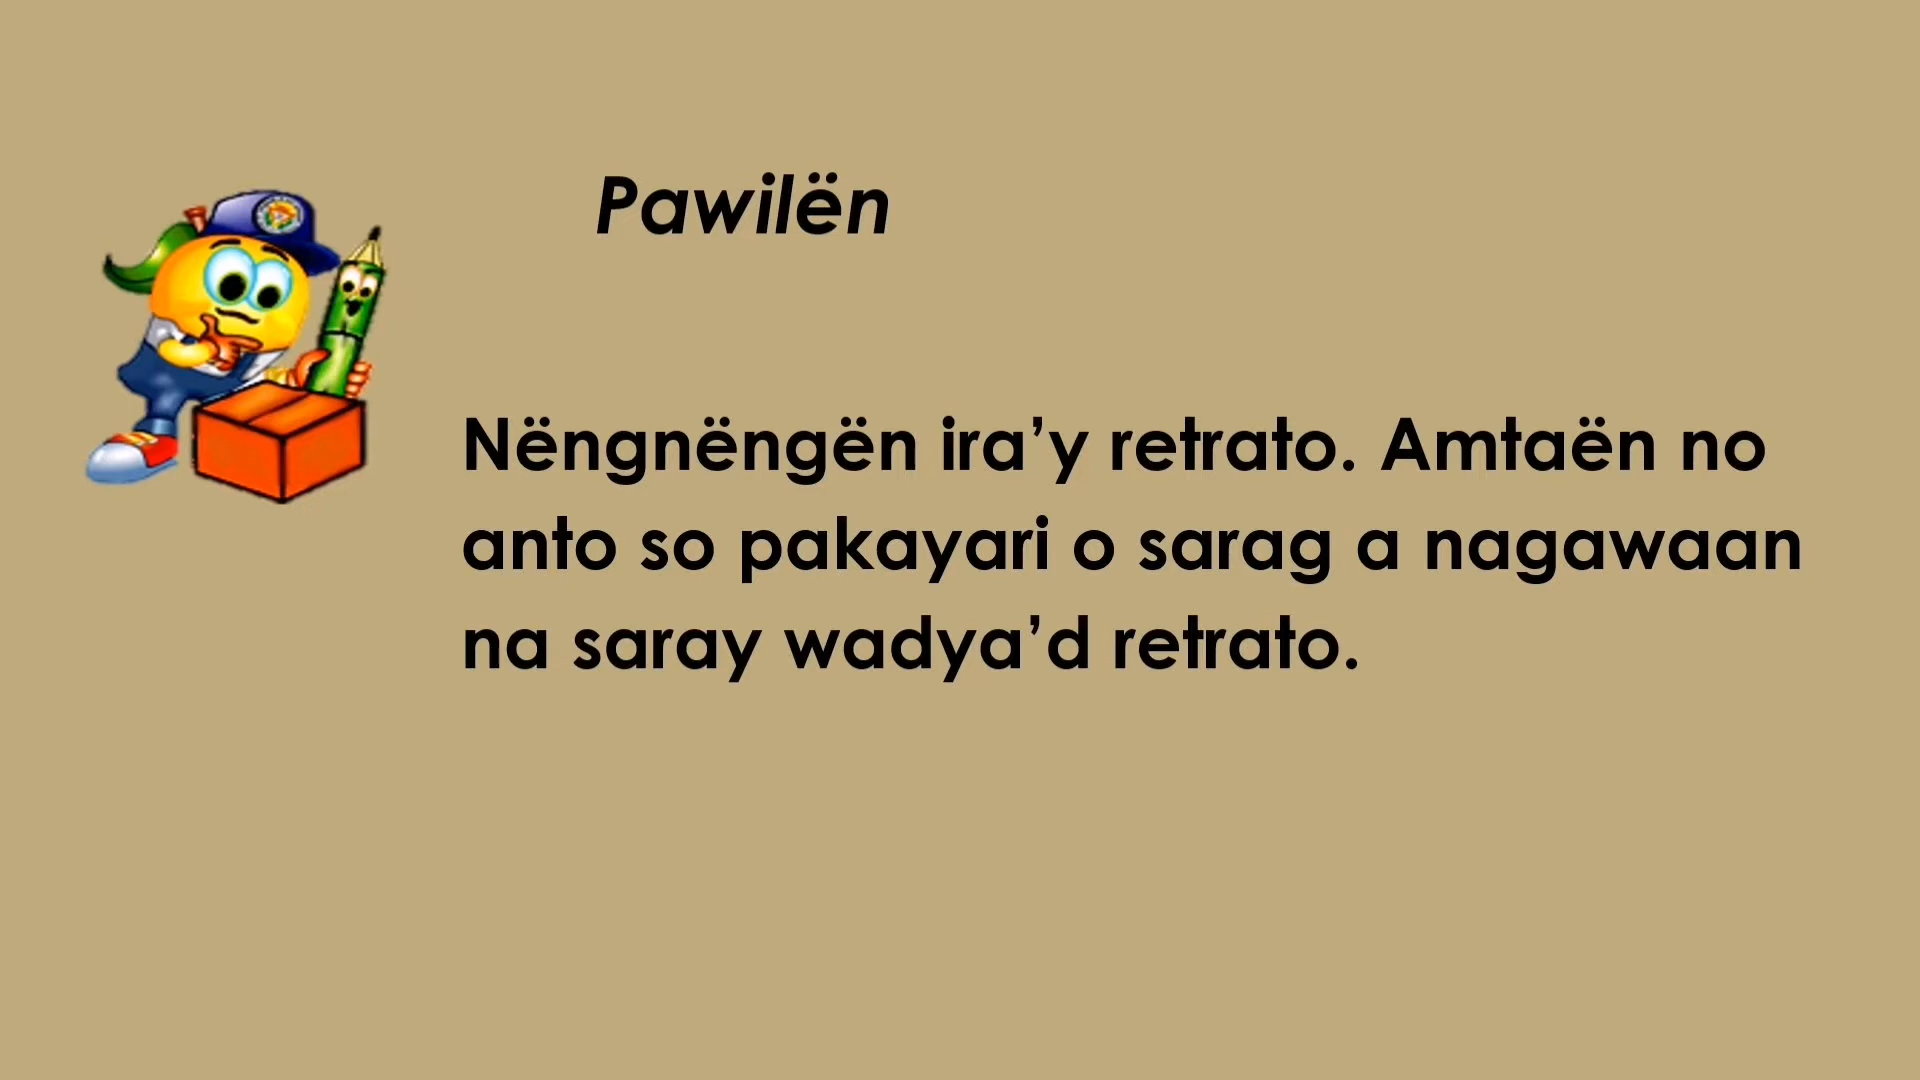 Pawilën
Nëngnëngën ira’y retrato. Amtaën no
anto so pakayari o sarag a nagawaan
na saray wadya’d retrato.